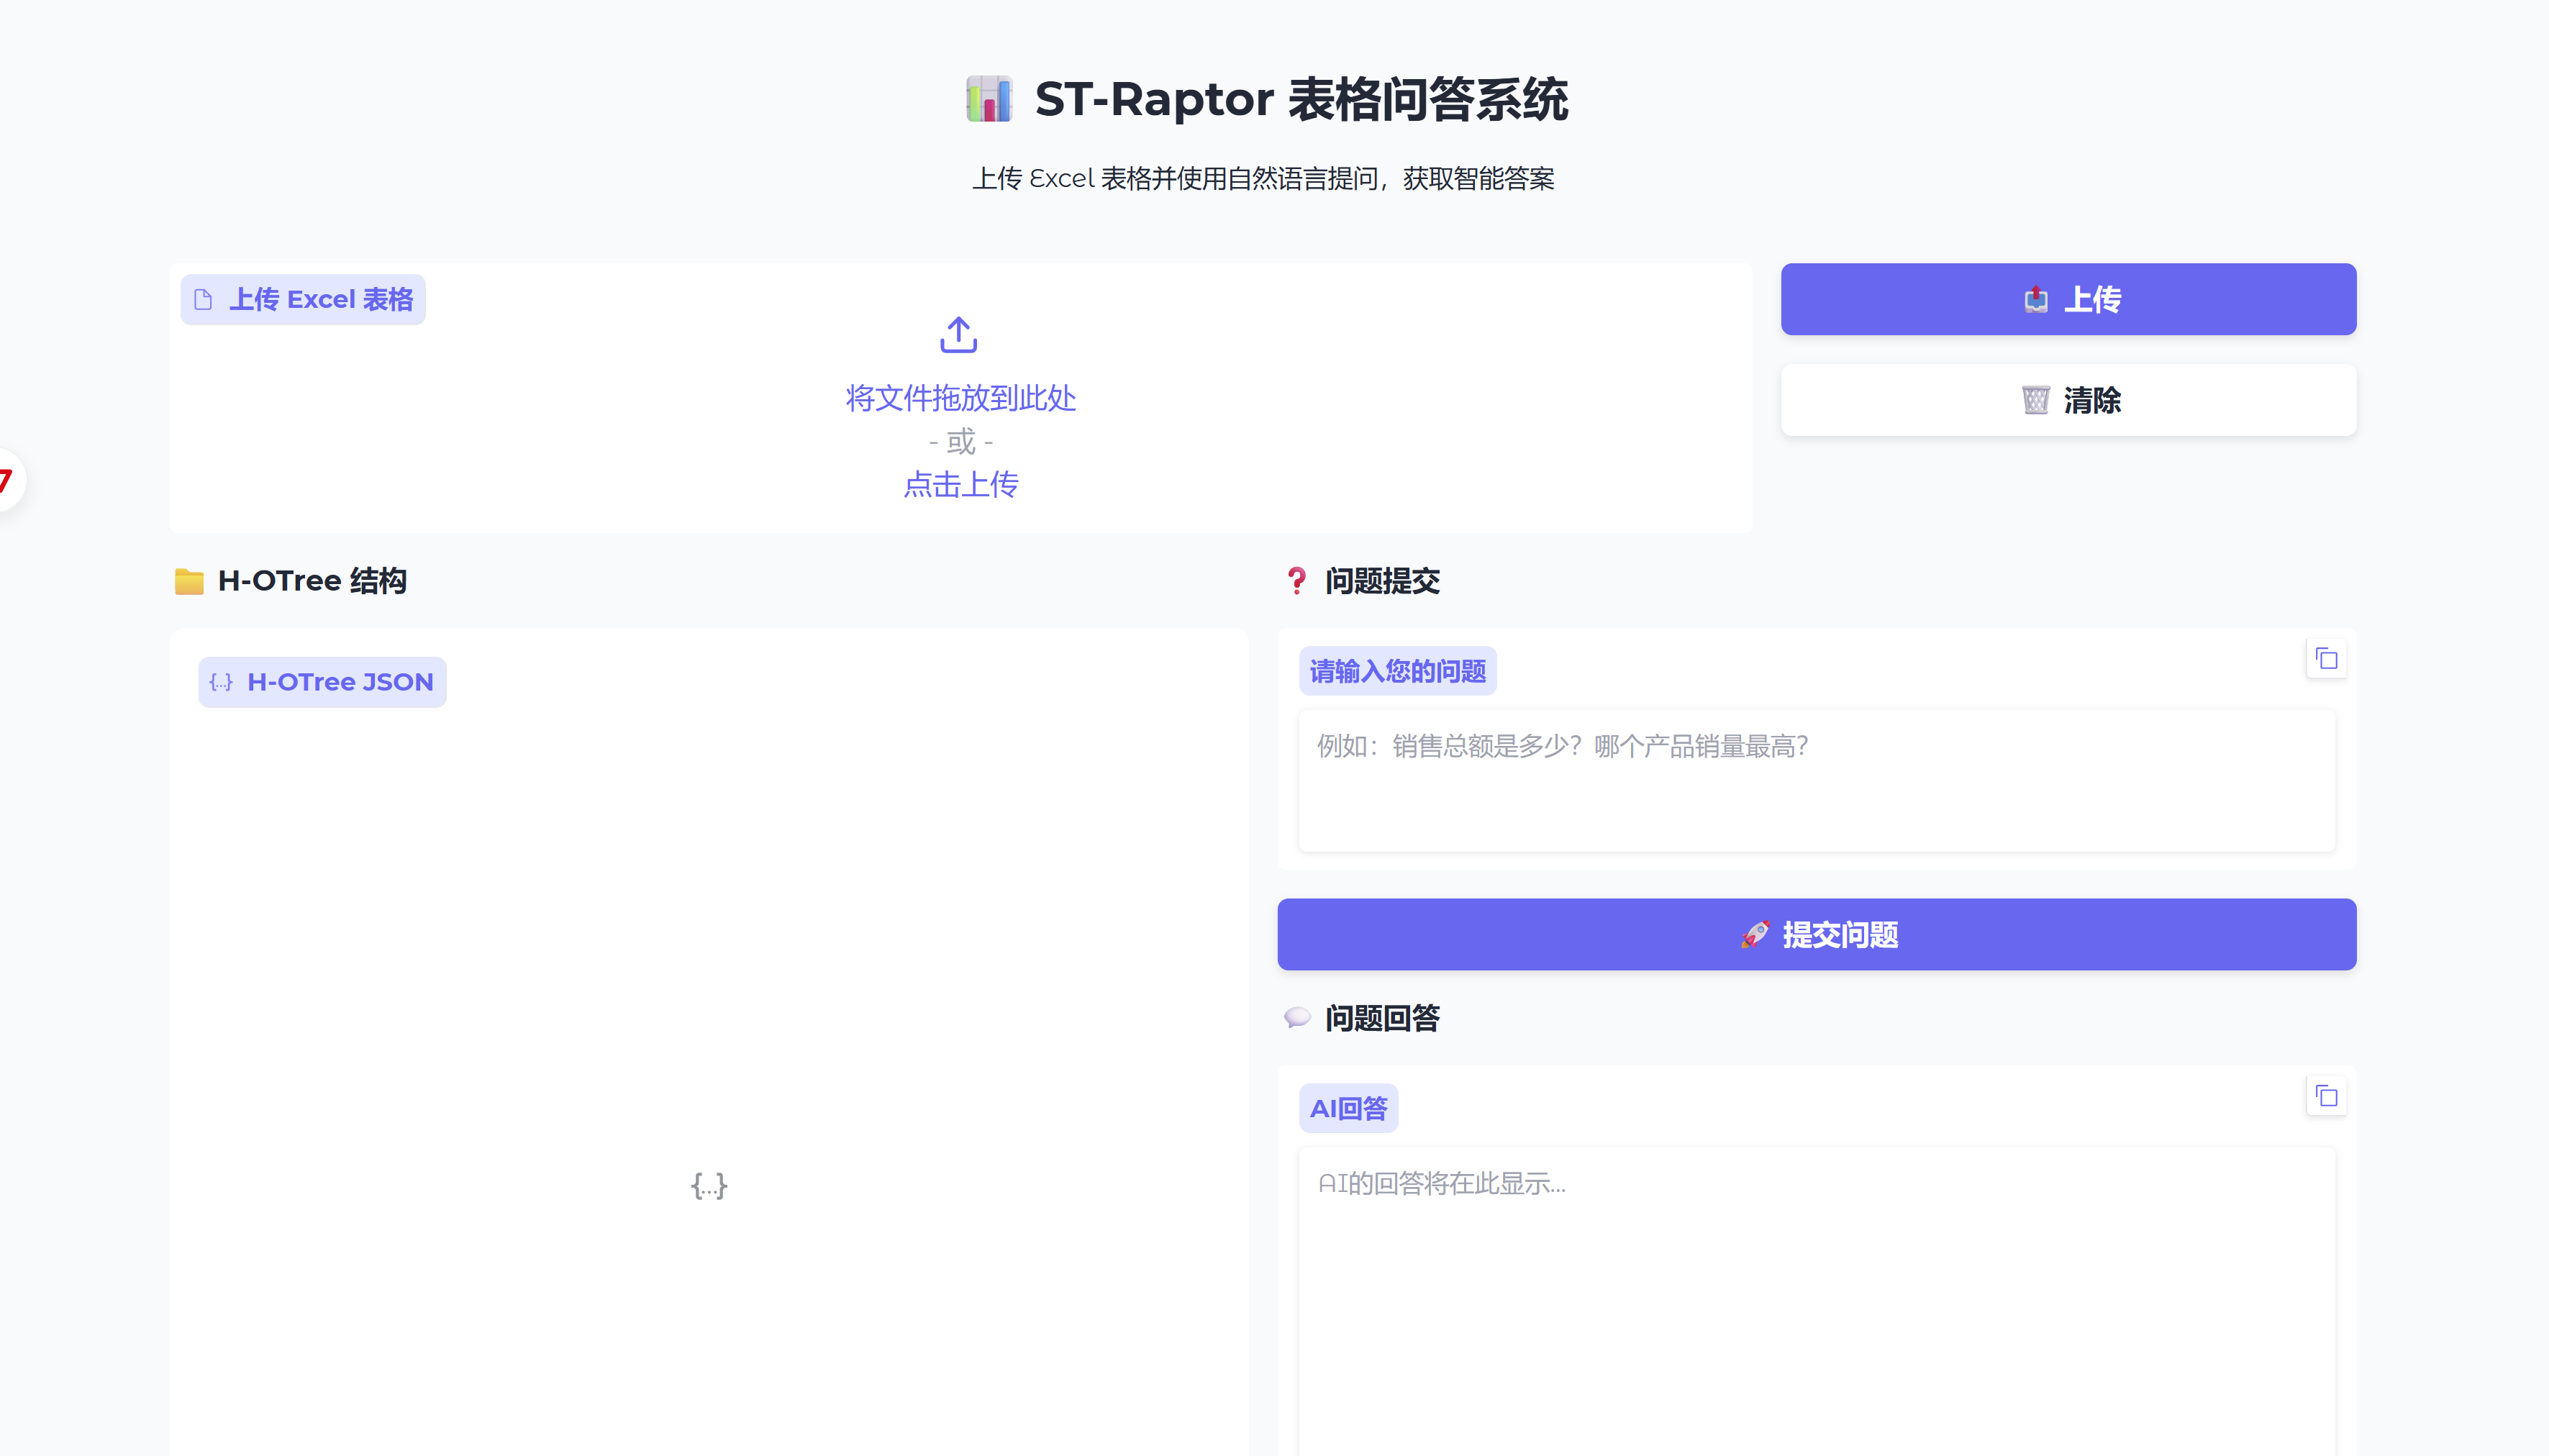 ST-Raptor 表格问答系统
上传 Excel 表格并使用自然语言提问，获取智能答案
上传 Excel 表格
将文件拖放到此处
- 或 -
点击上传
上传
清除
7
H-OTree 结构
{...} H-OTree JSON
{...}
问题提交
请输入您的问题
例如：销售总额是多少？哪个产品销量最高？
提交问题
问题回答
AI回答
AI的回答将在此显示...